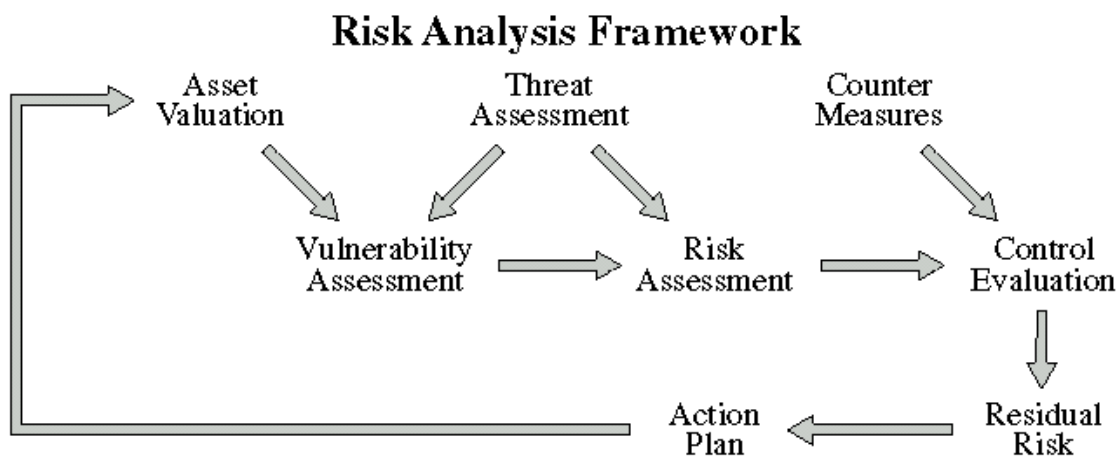 Risk Analysis Framework
Asset
Valuation
Threat
Assessment
Counter
Measures
Vulnerability
Assessment
Risk
Assessment
Control
Evaluation
Action
Plan
Residual
Risk